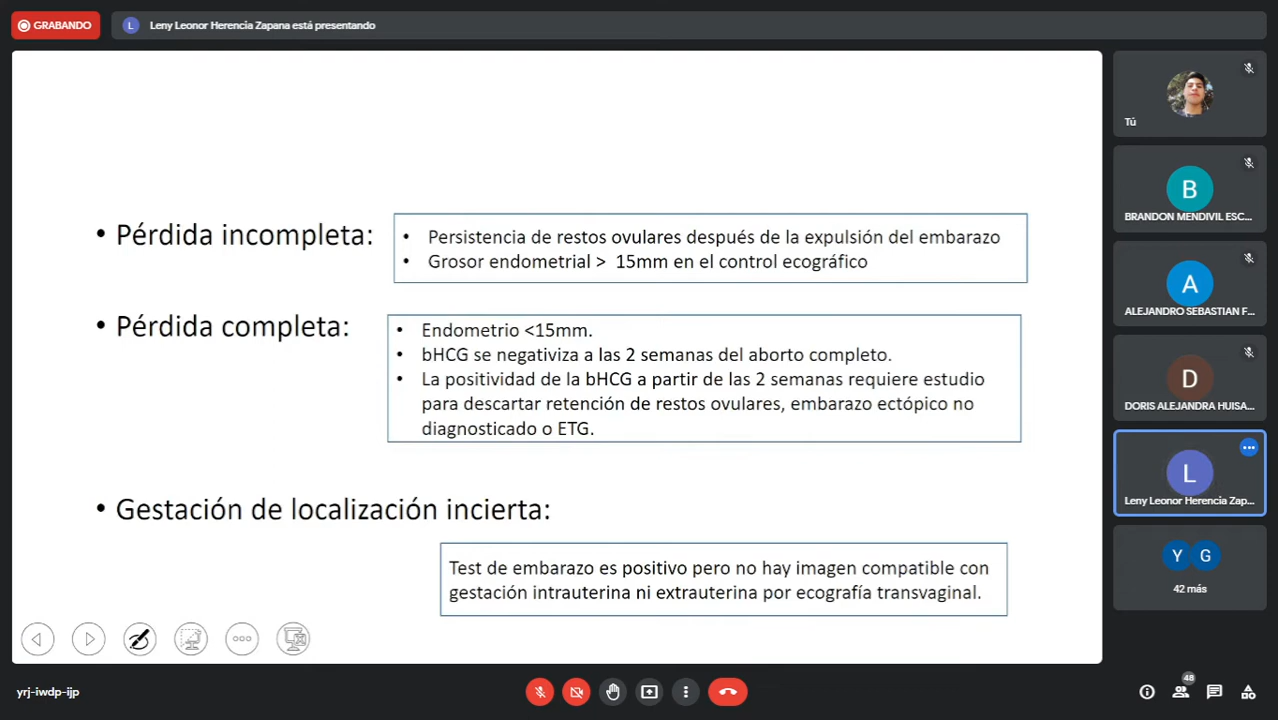 GRABANDO
L
Leny Leonor Herencia Zapana está presentando
• Pérdida incompleta:
• Persistencia de restos ovulares después de la expulsión del embarazo
• Grosor endometrial > 15mm en el control ecográfico
• Pérdida completa:
• Endometrio <15mm.
• bHCG se negativiza a las 2 semanas del aborto completo.
• La positividad de la bHCG a partir de las 2 semanas requiere estudio
para descartar retención de restos ovulares, embarazo ectópico no
diagnosticado o ETG.
• Gestación de localización incierta:
Test de embarazo es positivo pero no hay imagen compatible con
gestación intrauterina ni extrauterina por ecografía transvaginal.
Tú
B
BRANDON MENDIVIL ESC...
A
ALEJANDRO SEBASTIAN F...
D
DORIS ALEJANDRA HUISA...
L
Leny Leonor Herencia Zap...
Y G
42 más
yrj-iwdp-ijp
48